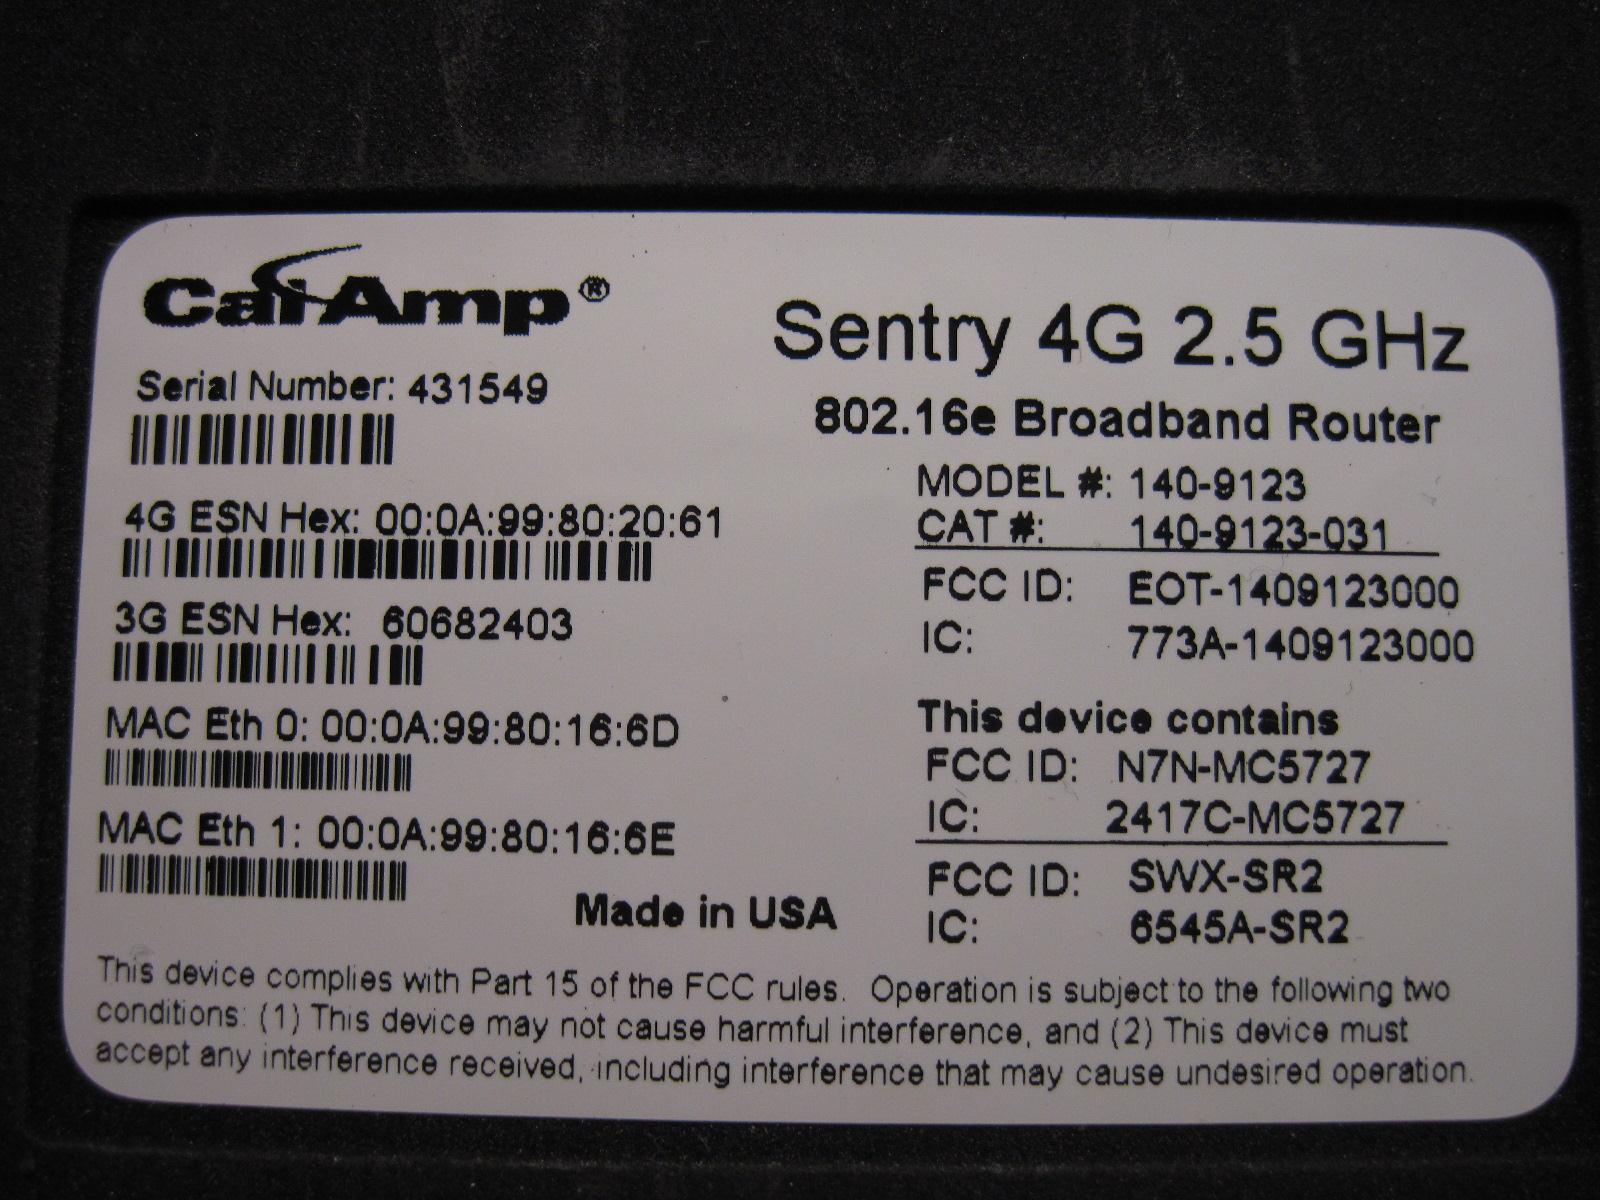 CalAmp®
Serial Number: 431549
4G ESN Hex: 00:0A:99:80:20:61
3G ESN Hex: 60682403
MAC Eth 0: 00:0A:99:80:16:6D
MAC Eth 1: 00:0A:99:80:16:6E
Made in USA
Sentry 4G 2.5 GHz
802.16e Broadband Router
MODEL #: 140-9123
CAT #: 140-9123-031
FCC ID: EOT-1409123000
IC: 773A-1409123000
This device contains
FCC ID: N7N-MC5727
IC: 2417C-MC5727
FCC ID: SWX-SR2
IC: 6545A-SR2
This device complies with Part 15 of the FCC rules. Operation is subject to the following two
conditions: (1) This device may not cause harmful interference, and (2) This device must
accept any interference received, including interference that may cause undesired operation.